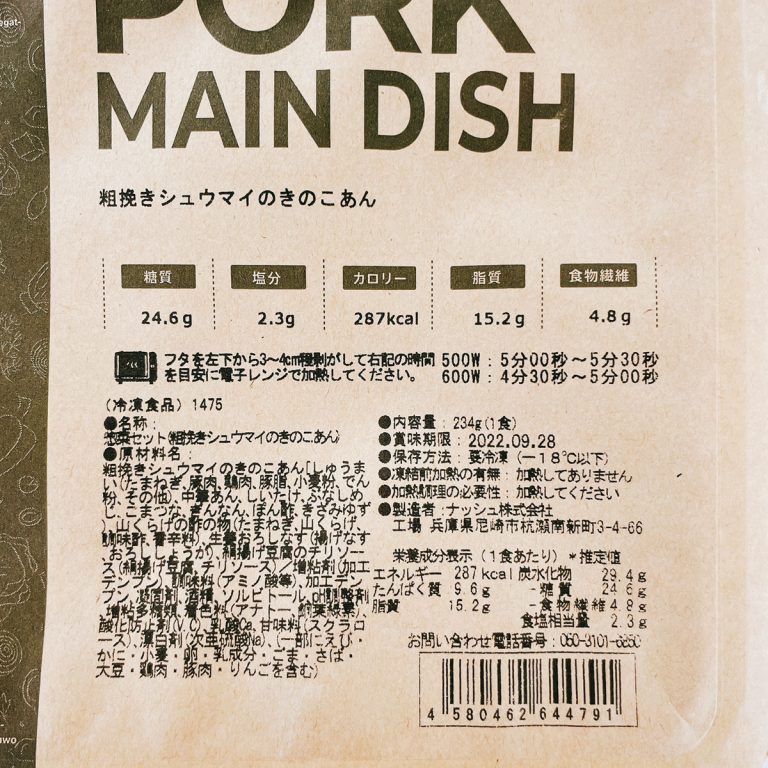 egat-
PORK
MAIN DISH
粗挽きシュウマイのきのこあん
糖質 塩分 カロリー 脂質 食物繊維
24.6g 2.3g 287kcal 15.2g 4.8g
フタを左下から3〜4cm程剥がして右記の時間
を目安に電子レンジで加熱してください。
500W：5分00秒〜5分30秒
600W：4分30秒〜5分00秒
(冷凍食品) 1475
●名称：
惣菜セット(粗挽きシュウマイのきのこあん)
●原材料名：
粗挽きシュウマイのきのこあん「しゅうま
い(たまねぎ、豚肉、鶏肉、豚脂、小麦粉、でん
粉、その他)、中華あん、しいたけ、ぶなしめ
じ、こまつな、ぎんなん、ぽん酢、きざみゆず
」、山くらげの酢の物(たまねぎ、山くらげ、
調味酢、香辛料)、生姜おろしなす(揚げなす
、おろししょうが)、絹揚げ豆腐のチリソー
ス(絹揚げ豆腐、チリソース)／増粘剤(加工
デンプン)、調味料(アミノ酸等)、加工デン
プン、凝固剤、酒精、ソルビトール、pH調整剤
、増粘多糖類、着色料(アナトー、銅葉緑素)、
酸化防止剤(V.C)、乳酸Ca、甘味料(スクラロ
ース)、漂白剤(次亜硫酸Na)、(一部にえび・
かに・小麦・卵・乳成分・ごま・さば・
大豆・鶏肉・豚肉・りんごを含む)
●内容量：234g(1食)
●賞味期限：2022.09.28
●保存方法：要冷凍(－18℃以下)
●凍結前加熱の有無：加熱してありません
●加熱調理の必要性：加熱してください
●製造者：ナッシュ株式会社
工場 兵庫県尼崎市杭瀬南新町3-4-66
栄養成分表示(1食あたり)＊推定値
エネルギー 287kcal 炭水化物 29.4g
たんぱく質 9.6g -糖質 24.6g
脂質 15.2g -食物繊維 4.8g
食塩相当量 2.3g
お問い合わせ電話番号：050-3101-6850
4 580462 644791